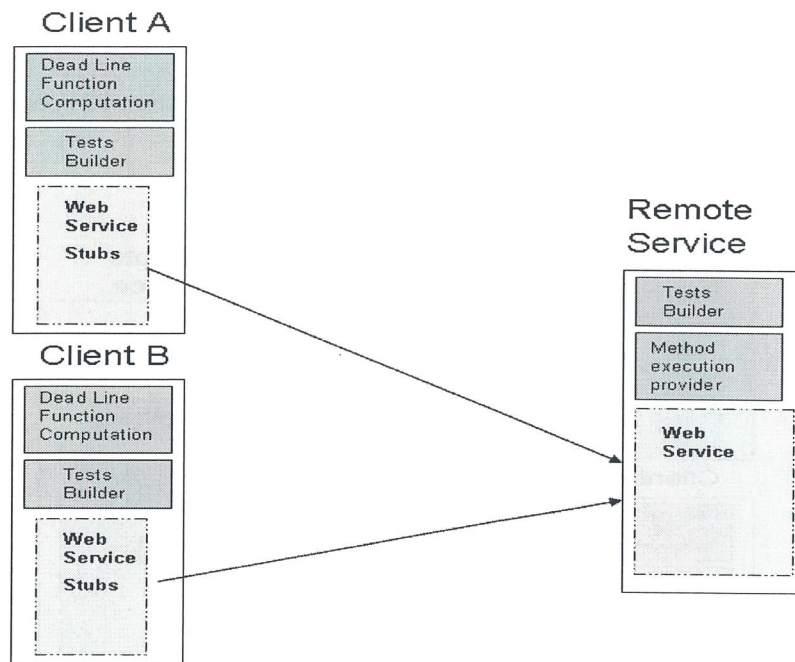 Client A
Dead Line
Function
Computation
Tests
Builder
Web
Service
Stubs
Client B
Dead Line
Function
Computation
Tests
Builder
Web
Service
Stubs
Remote
Service
Tests
Builder
Method
execution
provider
Web
Service